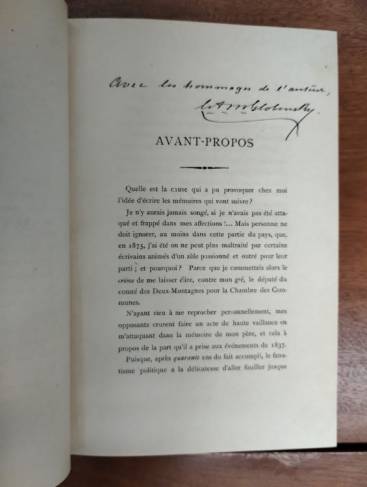 Avec les hommages de l'auteur,
C.A.M. Globensky.
AVANT-PROPOS
Quelle est la cause qui a pu provoquer chez moi
l'idée d'écrire les mémoires qui vont suivre?
Je n'y aurais jamais songé, si je n'avais pas été atta-
qué et frappé dans mes affections!... Mais personne ne
doit ignorer, au moins dans cette partie du pays, que,
en 1875, j'ai été on ne peut plus maltraité par certains
écrivains animés d'un zèle passionné et outré pour leur
parti; et pourquoi? Parce que je commettais alors le
crime de me laisser élire, contre mon gré, le député du
comté des Deux-Montagnes pour la Chambre des Com-
munes.
N'ayant rien à me reprocher personnellement, mes
opposants crurent faire un acte de haute vaillance en
m'attaquant dans la mémoire de mon père, et cela à
propos de la part qu'il a prise aux événements de 1837.
Puisque, après quarante ans du fait accompli, le fana-
tisme politique a la délicatesse d'aller fouiller jusque